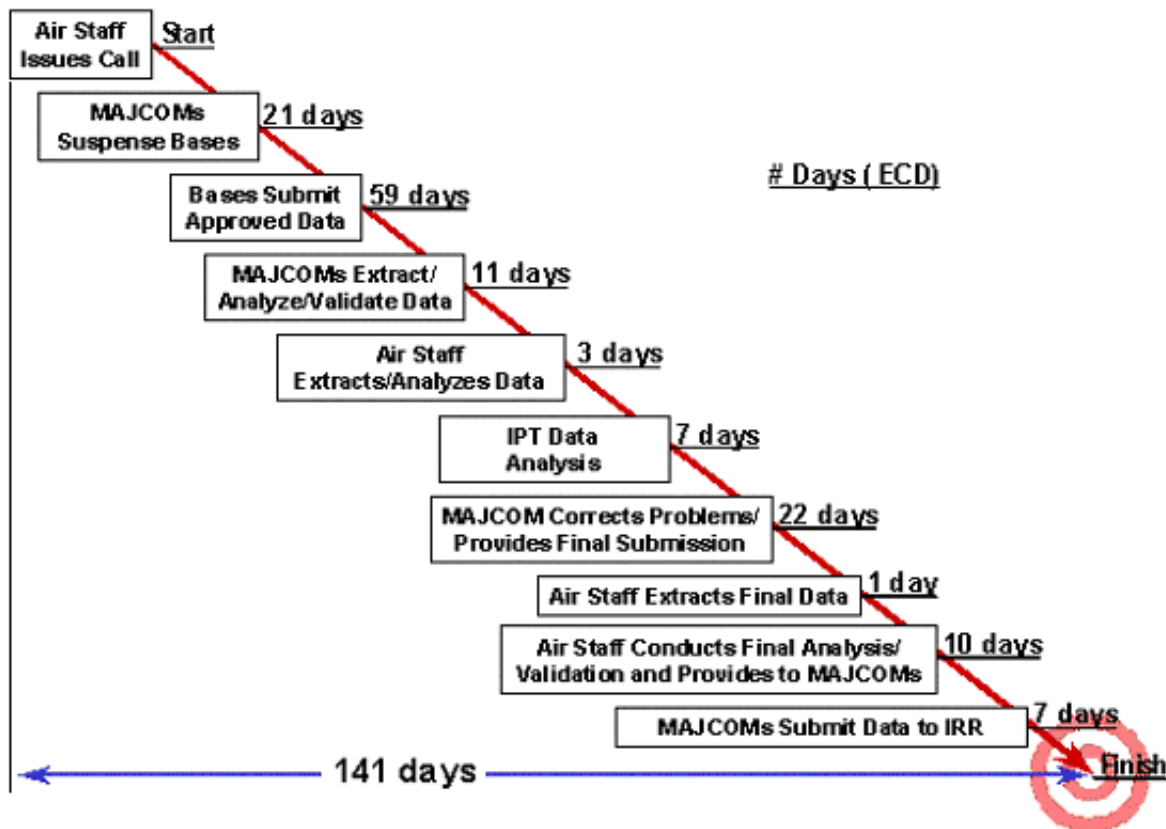 Air Staff
Issues Call
Start
MAJCOMs
Suspense Bases
21 days
# Days ( ECD)
Bases Submit
Approved Data
59 days
MAJCOMs Extract/
Analyze/Validate Data
11 days
Air Staff
Extracts/Analyzes Data
3 days
IPT Data
Analysis
7 days
MAJCOM Corrects Problems/
Provides Final Submission
22 days
Air Staff Extracts Final Data
1 day
Air Staff Conducts Final Analysis/
Validation and Provides to MAJCOMs
10 days
MAJCOMs Submit Data to IRR
7 days
141 days
Finish
©